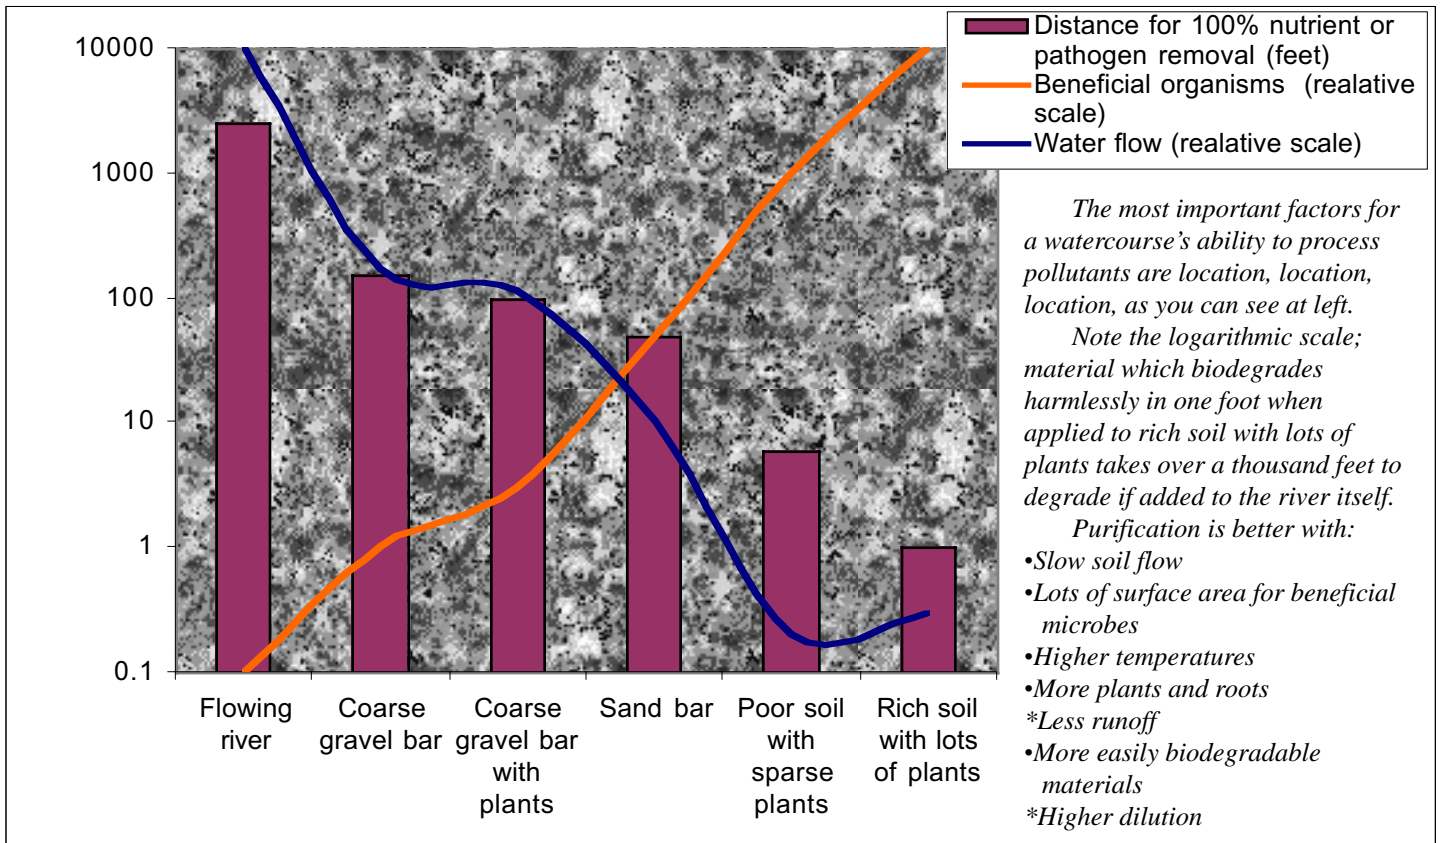 10000
1000
100
10
1
0.1
Flowing
river
Coarse
gravel bar
Coarse
gravel bar
with
plants
Sand bar
Poor soil
with
sparse
plants
Rich soil
with lots
of plants
Distance for 100% nutrient or
pathogen removal (feet)
Beneficial organisms (realative
scale)
Water flow (realative scale)
The most important factors for
a watercourse’s ability to process
pollutants are location, location,
location, as you can see at left.
Note the logarithmic scale;
material which biodegrades
harmlessly in one foot when
applied to rich soil with lots of
plants takes over a thousand feet to
degrade if added to the river itself.
Purification is better with:
•Slow soil flow
•Lots of surface area for beneficial
microbes
•Higher temperatures
•More plants and roots
*Less runoff
•More easily biodegradable
materials
*Higher dilution